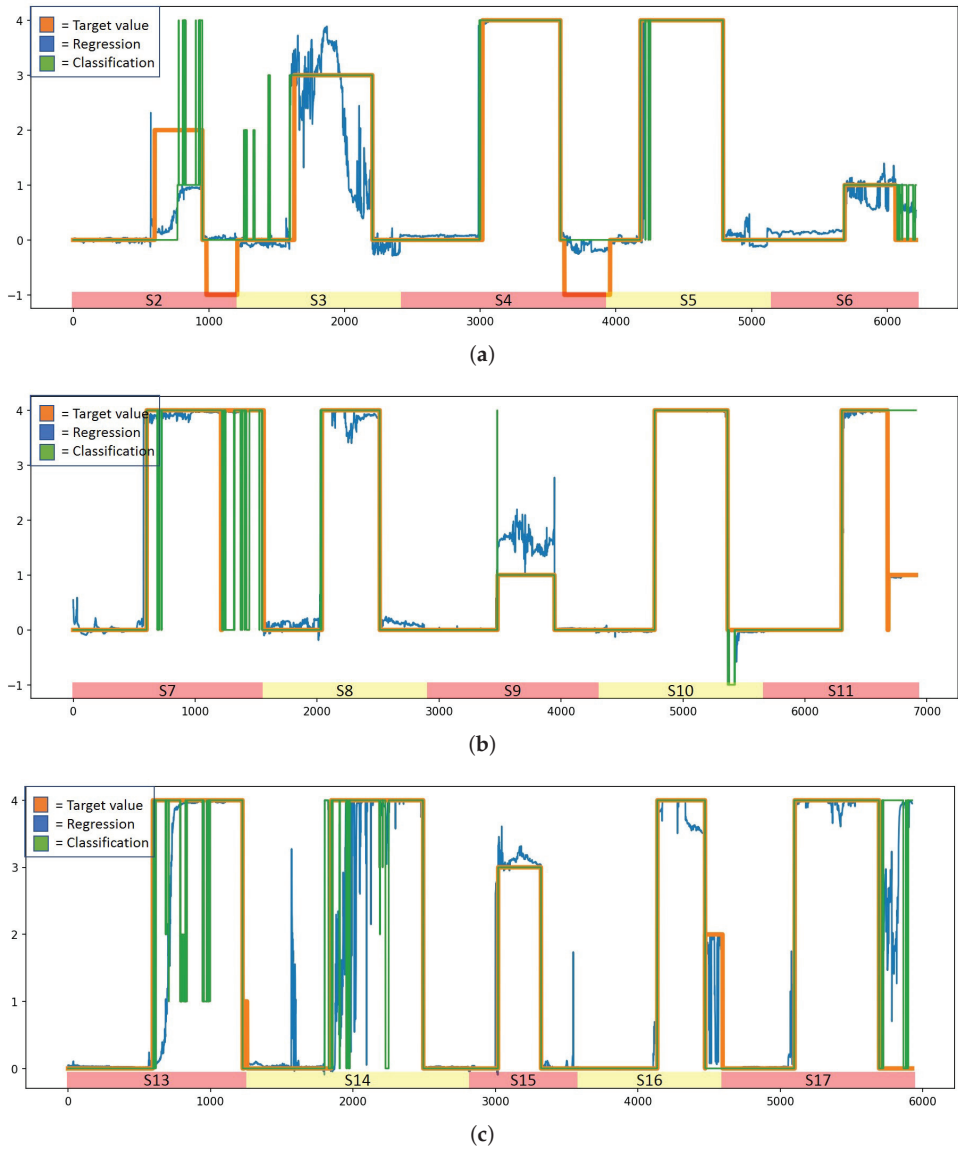 4
3
2
1
0
−1
= Target value
= Regression
= Classification
S2 S3 S4 S5 S6
0 1000 2000 3000 4000 5000 6000
(a)
4
3
2
1
0
−1
= Target value
= Regression
= Classification
S7 S8 S9 S10 S11
0 1000 2000 3000 4000 5000 6000 7000
(b)
4
3
2
1
0
= Target value
= Regression
= Classification
S13 S14 S15 S16 S17
0 1000 2000 3000 4000 5000 6000
(c)